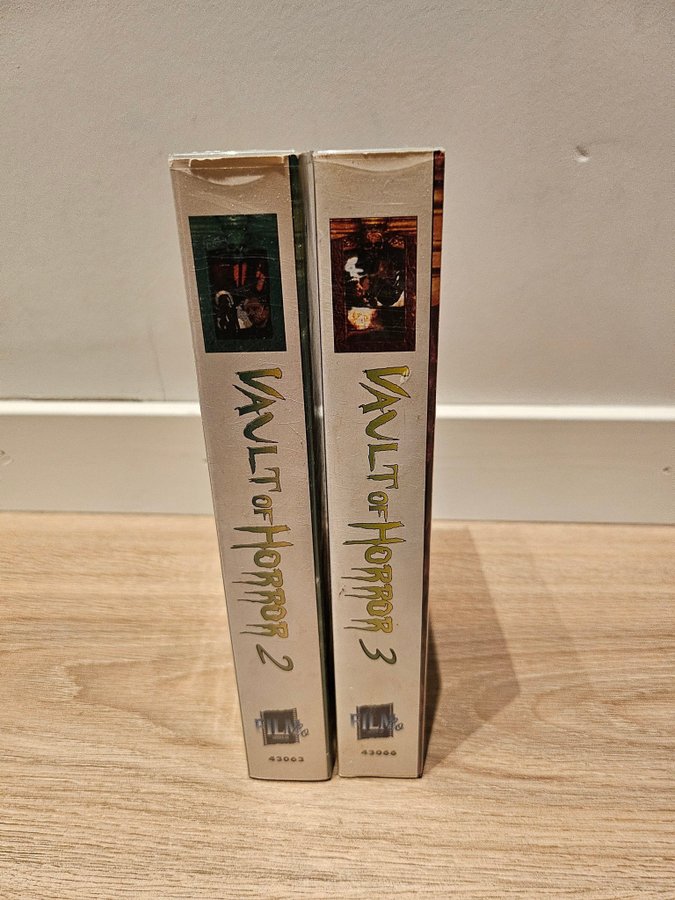 VAULT OF HORROR 2
FILM
43063
VAULT OF HORROR 3
FILM
43066